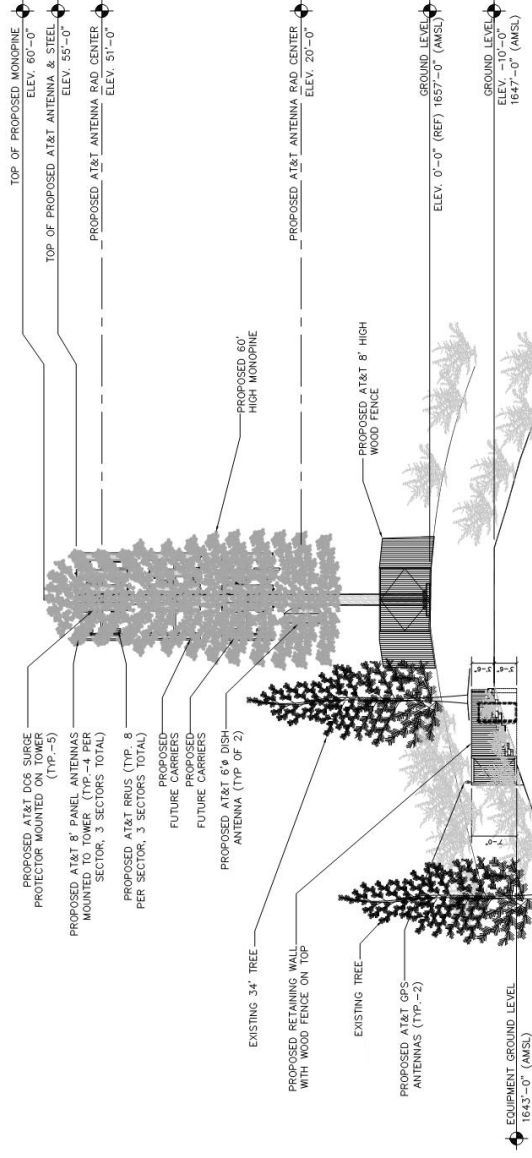 TOP OF PROPOSED MONOPINE
ELEV. 60'-0"
TOP OF PROPOSED AT&T ANTENNA & STEEL
ELEV. 55'-0"
PROPOSED AT&T ANTENNA RAD CENTER
ELEV. 51'-0"
PROPOSED AT&T ANTENNA RAD CENTER
ELEV. 20'-0"
GROUND LEVEL
ELEV. 0'-0" (REF) 1657'-0" (AMSL)
GROUND LEVEL
ELEV. -10'-0"
1647'-0" (AMSL)
PROPOSED 60'
HIGH MONOPINE
PROPOSED AT&T 8' HIGH
WOOD FENCE
PROPOSED AT&T DC6 SURGE
PROTECTOR MOUNTED ON TOWER
(TYP.-5)
PROPOSED AT&T 8' PANEL ANTENNAS
MOUNTED TO TOWER (TYP.-4 PER
SECTOR, 3 SECTORS TOTAL)
PROPOSED AT&T RRUS (TYP. 8
PER SECTOR, 3 SECTORS TOTAL)
PROPOSED
FUTURE CARRIERS
PROPOSED
FUTURE CARRIERS
PROPOSED AT&T 6'ø DISH
ANTENNA (TYP OF 2)
EXISTING 34' TREE
PROPOSED RETAINING WALL
WITH WOOD FENCE ON TOP
EXISTING TREE
PROPOSED AT&T GPS
ANTENNAS (TYP.-2)
7'-0"
3'-6"
3'-6"
EQUIPMENT GROUND LEVEL
1643'-0" (AMSL)